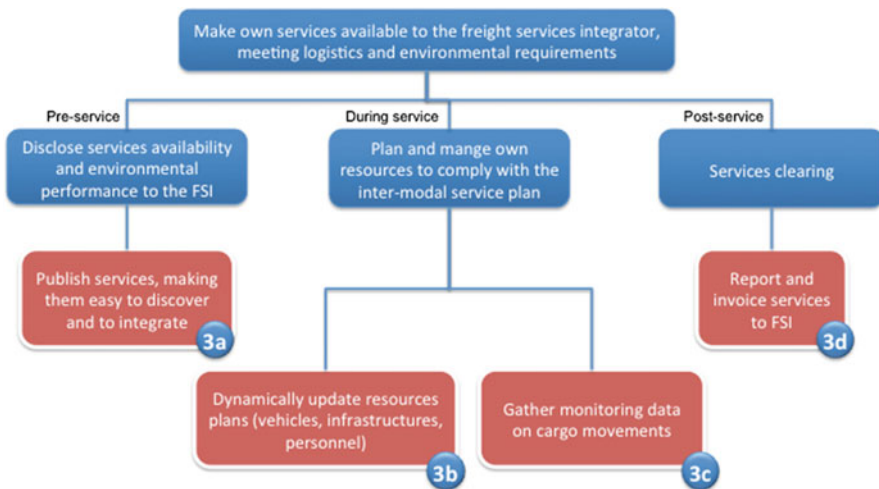 Make own services available to the freight services integrator,
meeting logistics and environmental requirements
Pre-service
During service
Post-service
Disclose services availability
and environmental
performance to the FSI
Plan and mange own
resources to comply with the
inter-modal service plan
Services clearing
Publish services, making
them easy to discover
and to integrate
3a
Report and
invoice services
to FSI
3d
Dynamically update resources
plans (vehicles, infrastructures,
personnel)
3b
Gather monitoring data
on cargo movements
3c